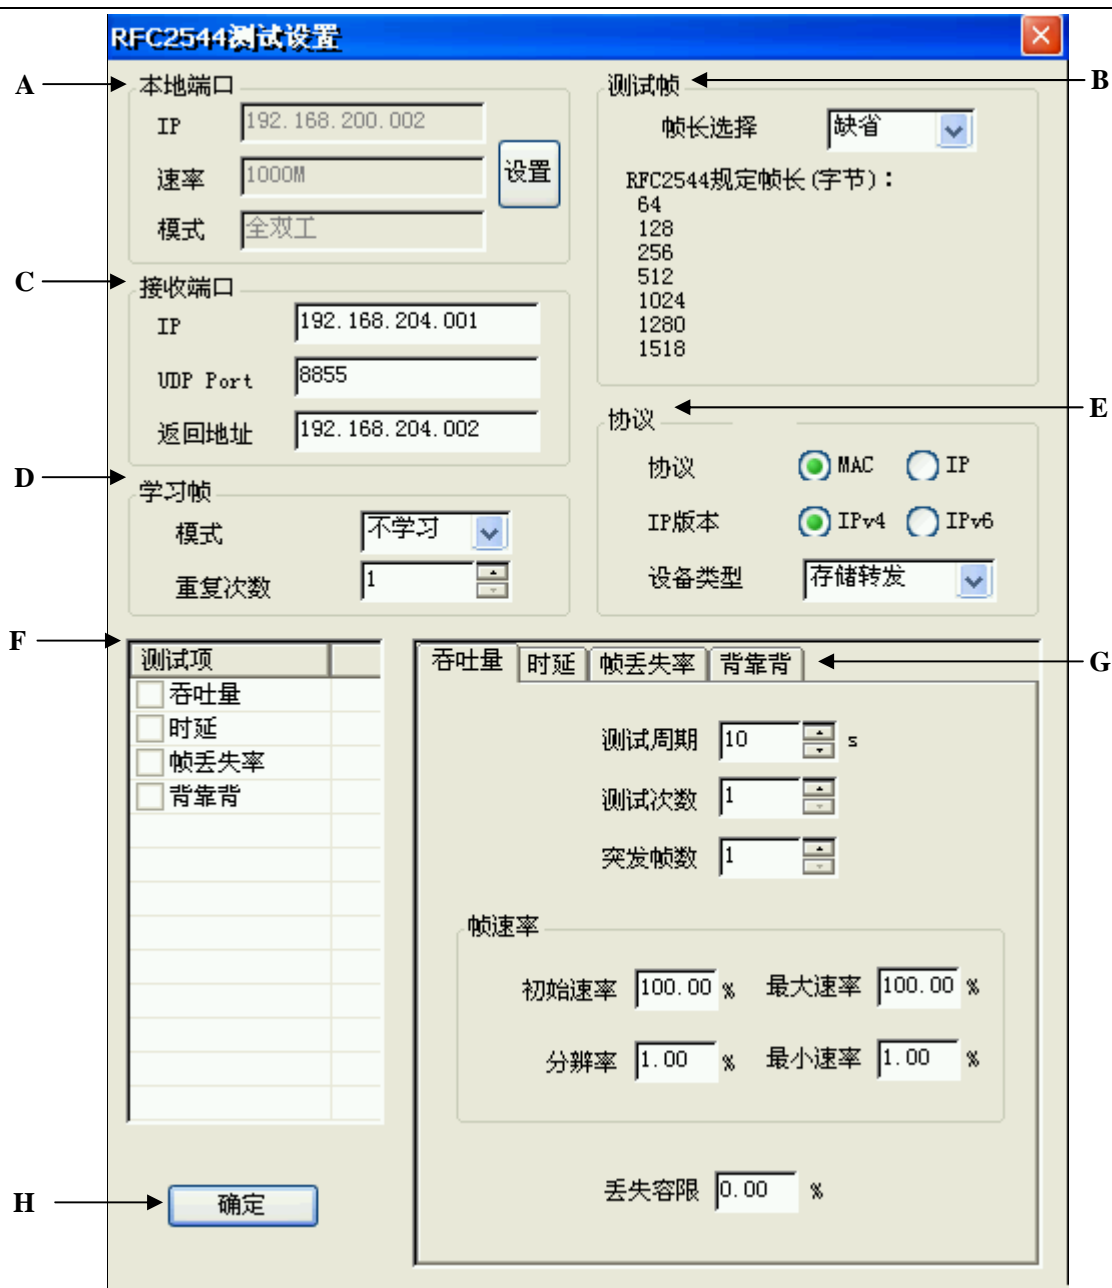 RFC2544测试设置
A
本地端口
IP 192.168.200.002
速率 1000M
模式 全双工
设置
B
测试帧
帧长选择 缺省
RFC2544规定帧长(字节):
64
128
256
512
1024
1280
1518
C
接收端口
IP 192.168.204.001
UDP Port 8855
返回地址 192.168.204.002
E
协议
协议 MAC IP
IP版本 IPv4 IPv6
设备类型 存储转发
D
学习帧
模式 不学习
重复次数 1
F
测试项
吞吐量
时延
帧丢失率
背靠背
G
吞吐量 时延 帧丢失率 背靠背
测试周期 10 s
测试次数 1
突发帧数 1
帧速率
初始速率 100.00 % 最大速率 100.00 %
分辨率 1.00 % 最小速率 1.00 %
丢失容限 0.00 %
H
确定